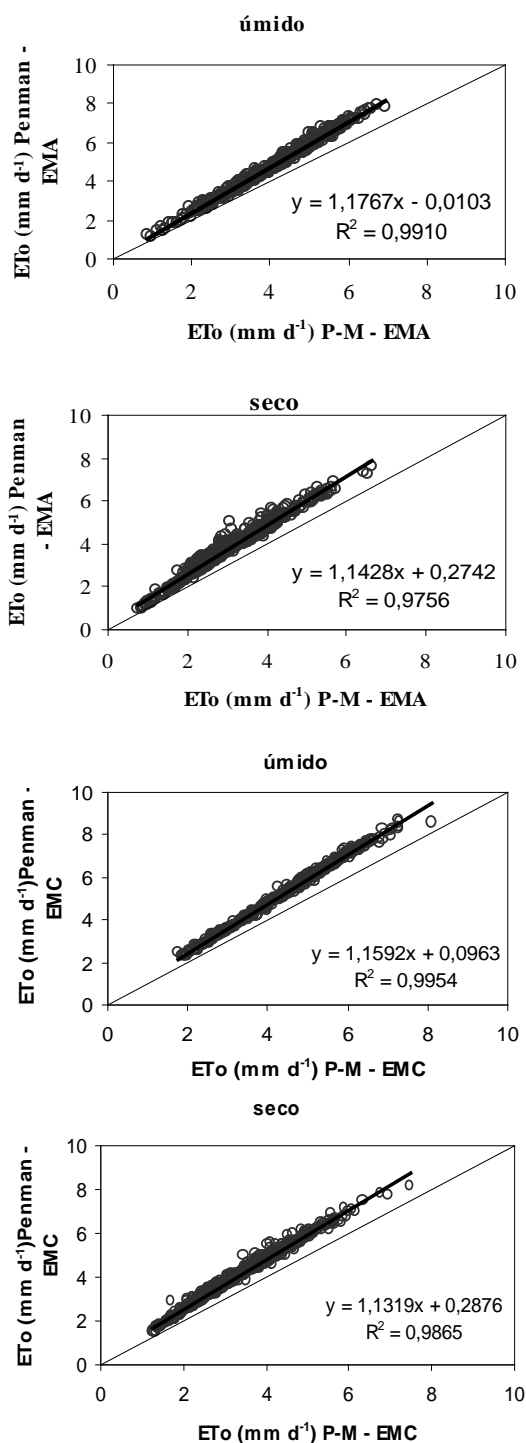 úmido
ETo (mm d⁻¹) Penman -
EMA
10
8
6
4
2
0
y = 1,1767x - 0,0103
R² = 0,9910
0 2 4 6 8 10
ETo (mm d⁻¹) P-M - EMA
seco
ETo (mm d⁻¹) Penman
- EMA
10
8
6
4
2
0
y = 1,1428x + 0,2742
R² = 0,9756
0 2 4 6 8 10
ETo (mm d⁻¹) P-M - EMA
úmido
ETo (mm d⁻¹)Penman -
EMC
10
8
6
4
2
0
y = 1,1592x + 0,0963
R² = 0,9954
0 2 4 6 8 10
ETo (mm d⁻¹) P-M - EMC
seco
ETo (mm d⁻¹)Penman -
EMC
10
8
6
4
2
0
y = 1,1319x + 0,2876
R² = 0,9865
0 2 4 6 8 10
ETo (mm d⁻¹) P-M - EMC